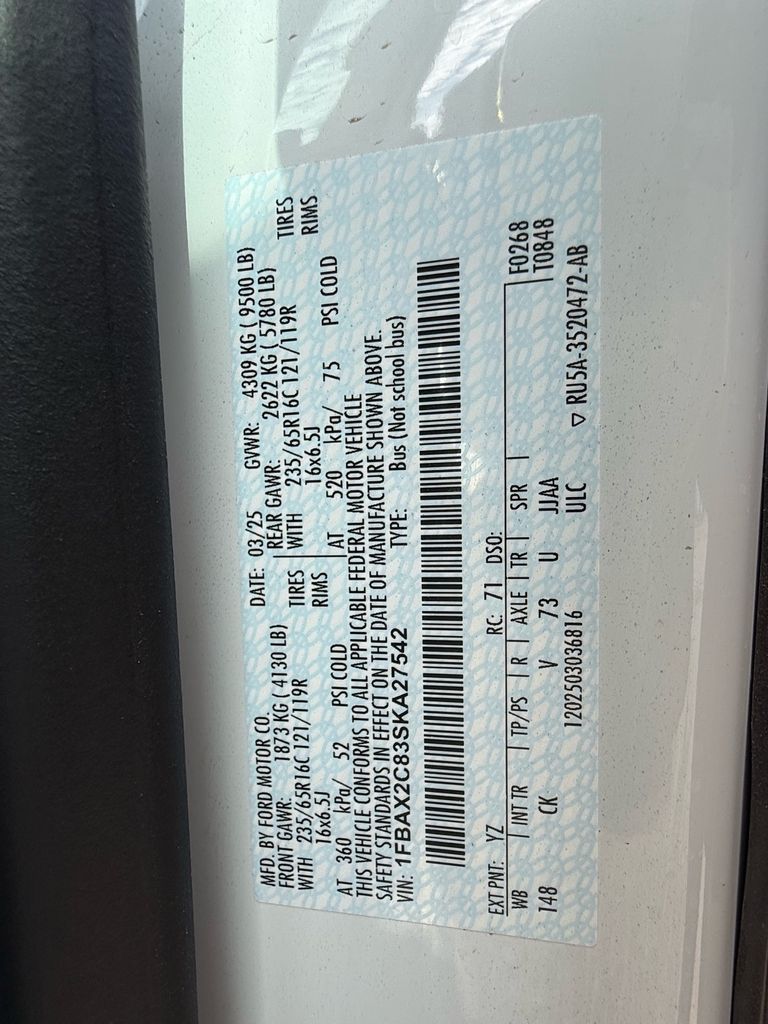 MFD. BY FORD MOTOR CO. DATE: 03/25 GVWR: 4309 KG ( 9500 LB)
FRONT GAWR: 1873 KG ( 4130 LB) REAR GAWR: 2622 KG ( 5780 LB)
WITH 235/65R16C 121/119R TIRES WITH 235/65R16C 121/119R TIRES
16x6.5J RIMS 16x6.5J RIMS
AT 360 kPa/ 52 PSI COLD AT 520 kPa/ 75 PSI COLD
THIS VEHICLE CONFORMS TO ALL APPLICABLE FEDERAL MOTOR VEHICLE
SAFETY STANDARDS IN EFFECT ON THE DATE OF MANUFACTURE SHOWN ABOVE.
VIN: 1FBAX2C83SKA27542 TYPE: Bus (Not school bus)
EXT PNT: YZ RC: 71 DSO: F0268
WB INT TR TP/PS R AXLE TR SPR T0848
148 CK V 73 U JJAA
1202503036816 ULC ▽ RU5A-3520472-AB